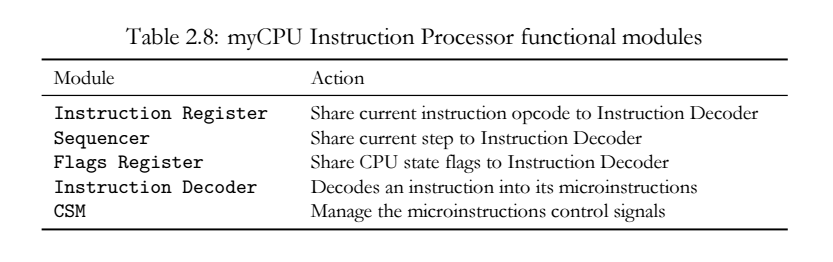 Table 2.8: myCPU Instruction Processor functional modules
Module Action
Instruction Register Share current instruction opcode to Instruction Decoder
Sequencer Share current step to Instruction Decoder
Flags Register Share CPU state flags to Instruction Decoder
Instruction Decoder Decodes an instruction into its microinstructions
CSM Manage the microinstructions control signals